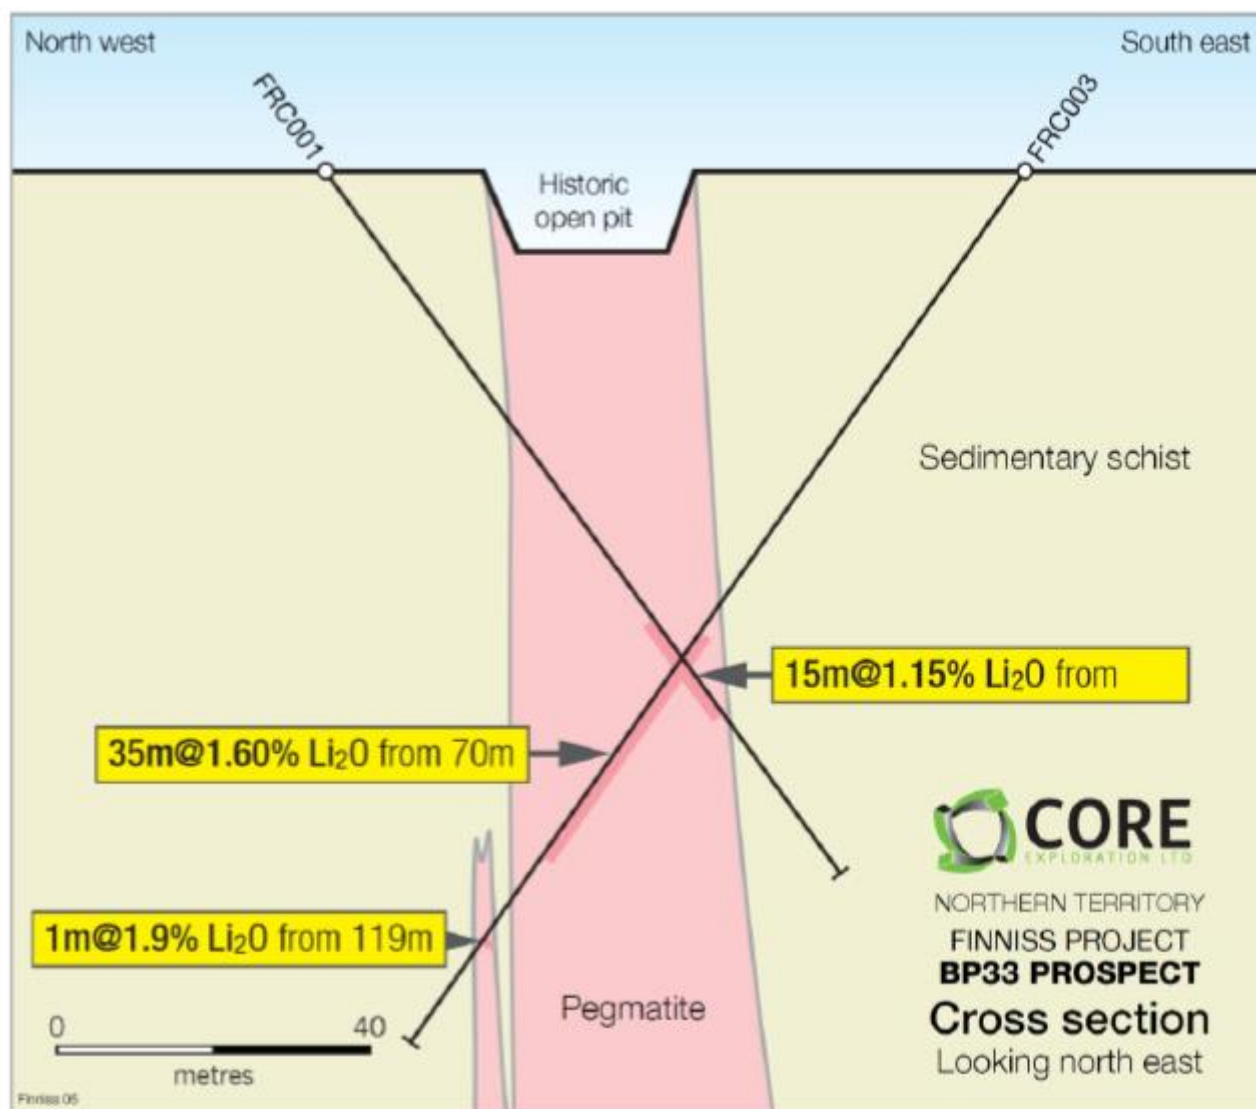 North west
South east
FRC001
FRC003
Historic
open pit
Sedimentary schist
15m@1.15% Li₂O from
35m@1.60% Li₂O from 70m
1m@1.9% Li₂O from 119m
Pegmatite
0 40
metres
CORE
EXPLORATION LTD
NORTHERN TERRITORY
FINNISS PROJECT
BP33 PROSPECT
Cross section
Looking north east
Finniss 05